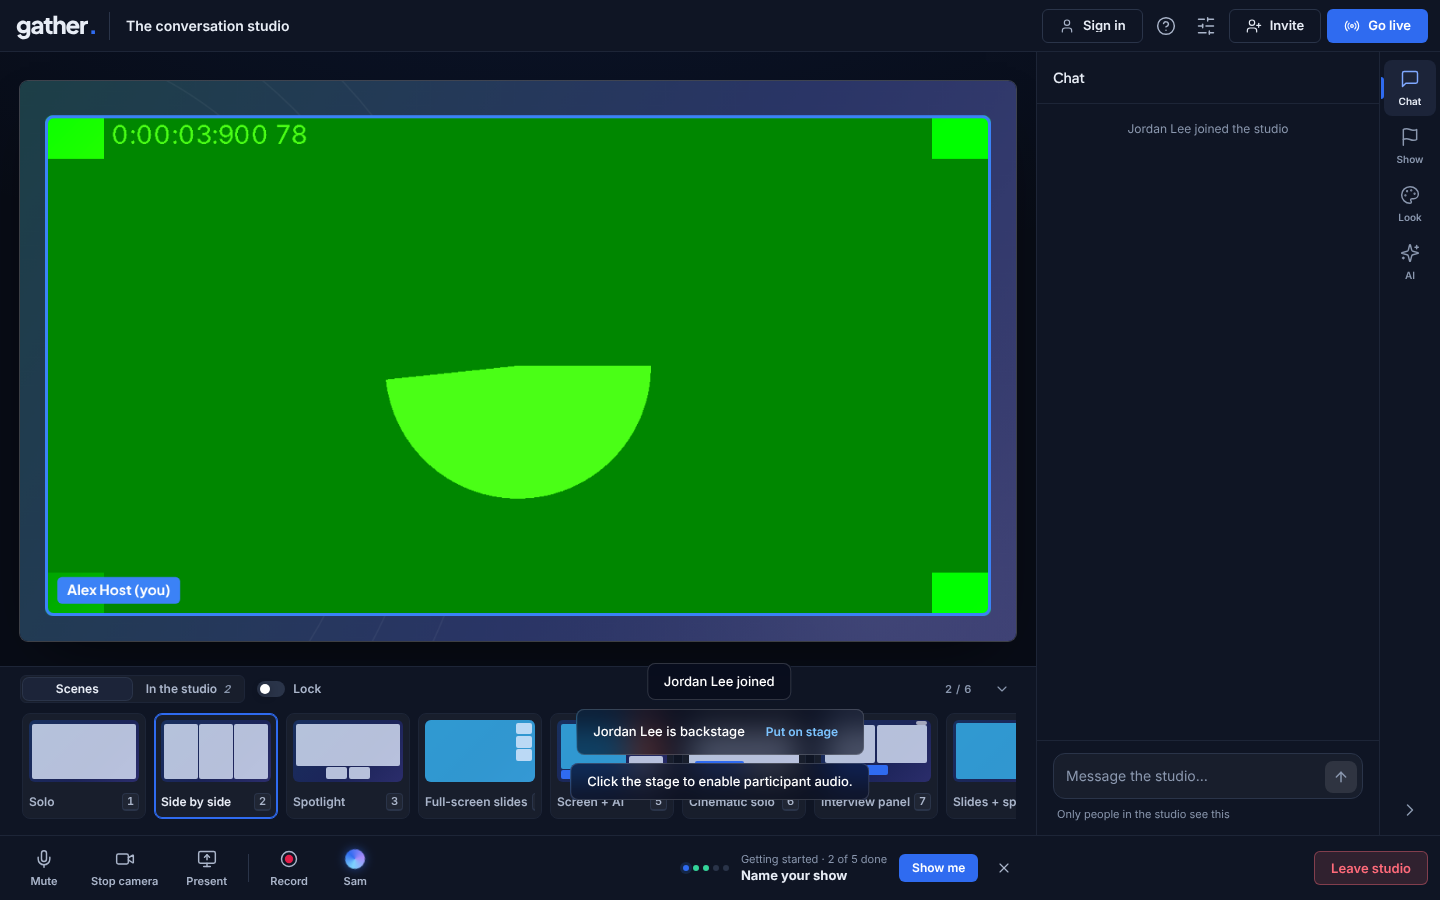 gather.
The conversation studio
Sign in
Invite
Go live
0:00:03:900 78
Alex Host (you)
Chat
Jordan Lee joined the studio
Chat
Show
Look
AI
Scenes
In the studio 2
Lock
2 / 6
Jordan Lee joined
Jordan Lee is backstage
Put on stage
Click the stage to enable participant audio.
Solo 1
Side by side 2
Spotlight 3
Full-screen slides
Screen + AI 5
Cinematic solo 6
Interview panel 7
Slides + sp
Message the studio...
Only people in the studio see this
Mute
Stop camera
Present
Record
Sam
Getting started · 2 of 5 done
Name your show
Show me
Leave studio